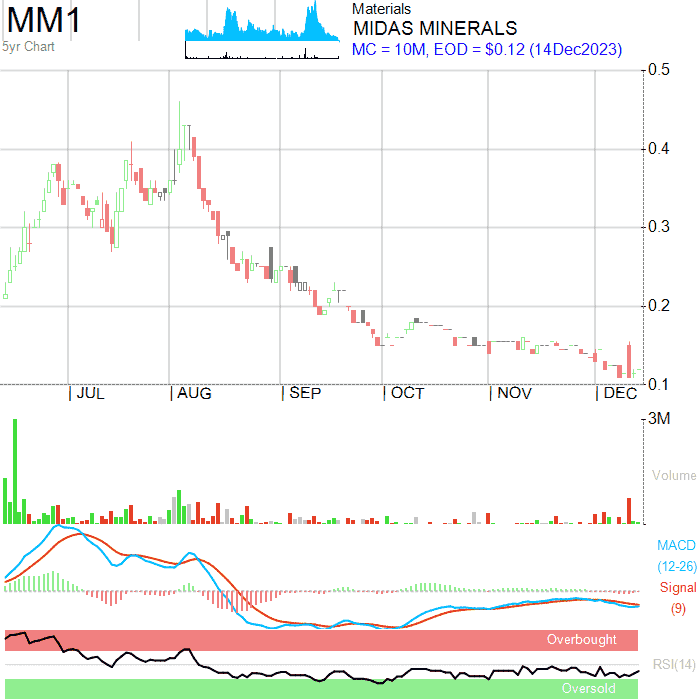 MM1
5yr Chart
Materials
MIDAS MINERALS
MC = 10M, EOD = $0.12 (14Dec2023)
0.5
0.4
0.3
0.2
0.1
JUL AUG SEP OCT NOV DEC
3M
Volume
MACD
(12-26)
Signal
(9)
Overbought
RSI(14)
Oversold